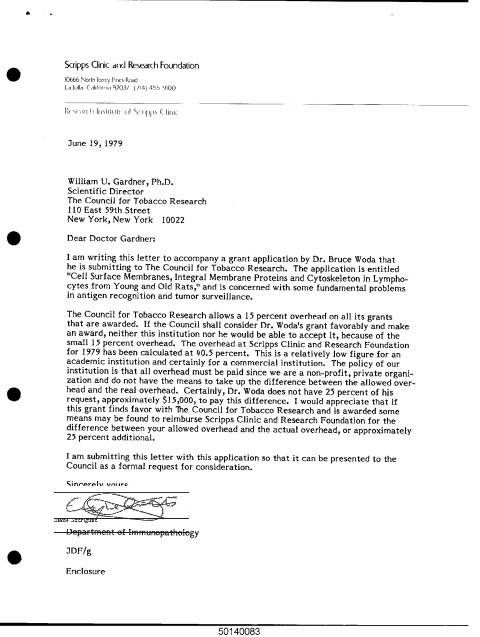 Scripps Clinic and Research Foundation
10666 North Torrey Pines Road
La Jolla, California 92037 (714) 455-9100
Research Institute of Scripps Clinic
June 19, 1979
William U. Gardner, Ph.D.
Scientific Director
The Council for Tobacco Research
110 East 59th Street
New York, New York 10022
Dear Doctor Gardner:
I am writing this letter to accompany a grant application by Dr. Bruce Woda that
he is submitting to The Council for Tobacco Research. The application is entitled
"Cell Surface Membranes, Integral Membrane Proteins and Cytoskeleton in Lympho-
cytes from Young and Old Rats," and is concerned with some fundamental problems
in antigen recognition and tumor surveillance.
The Council for Tobacco Research allows a 15 percent overhead on all its grants
that are awarded. If the Council shall consider Dr. Woda's grant favorably and make
an award, neither this institution nor he would be able to accept it, because of the
small 15 percent overhead. The overhead at Scripps Clinic and Research Foundation
for 1979 has been calculated at 40.5 percent. This is a relatively low figure for an
academic institution and certainly for a commercial institution. The policy of our
institution is that all overhead must be paid since we are a non-profit, private organi-
zation and do not have the means to take up the difference between the allowed over-
head and the real overhead. Certainly, Dr. Woda does not have 25 percent of his
request, approximately $15,000, to pay this difference. I would appreciate that if
this grant finds favor with The Council for Tobacco Research and is awarded some
means may be found to reimburse Scripps Clinic and Research Foundation for the
difference between your allowed overhead and the actual overhead, or approximately
25 percent additional.
I am submitting this letter with this application so that it can be presented to the
Council as a formal request for consideration.
Sincerely yours
Department of Immunopathology
JDF/g
Enclosure
50140083